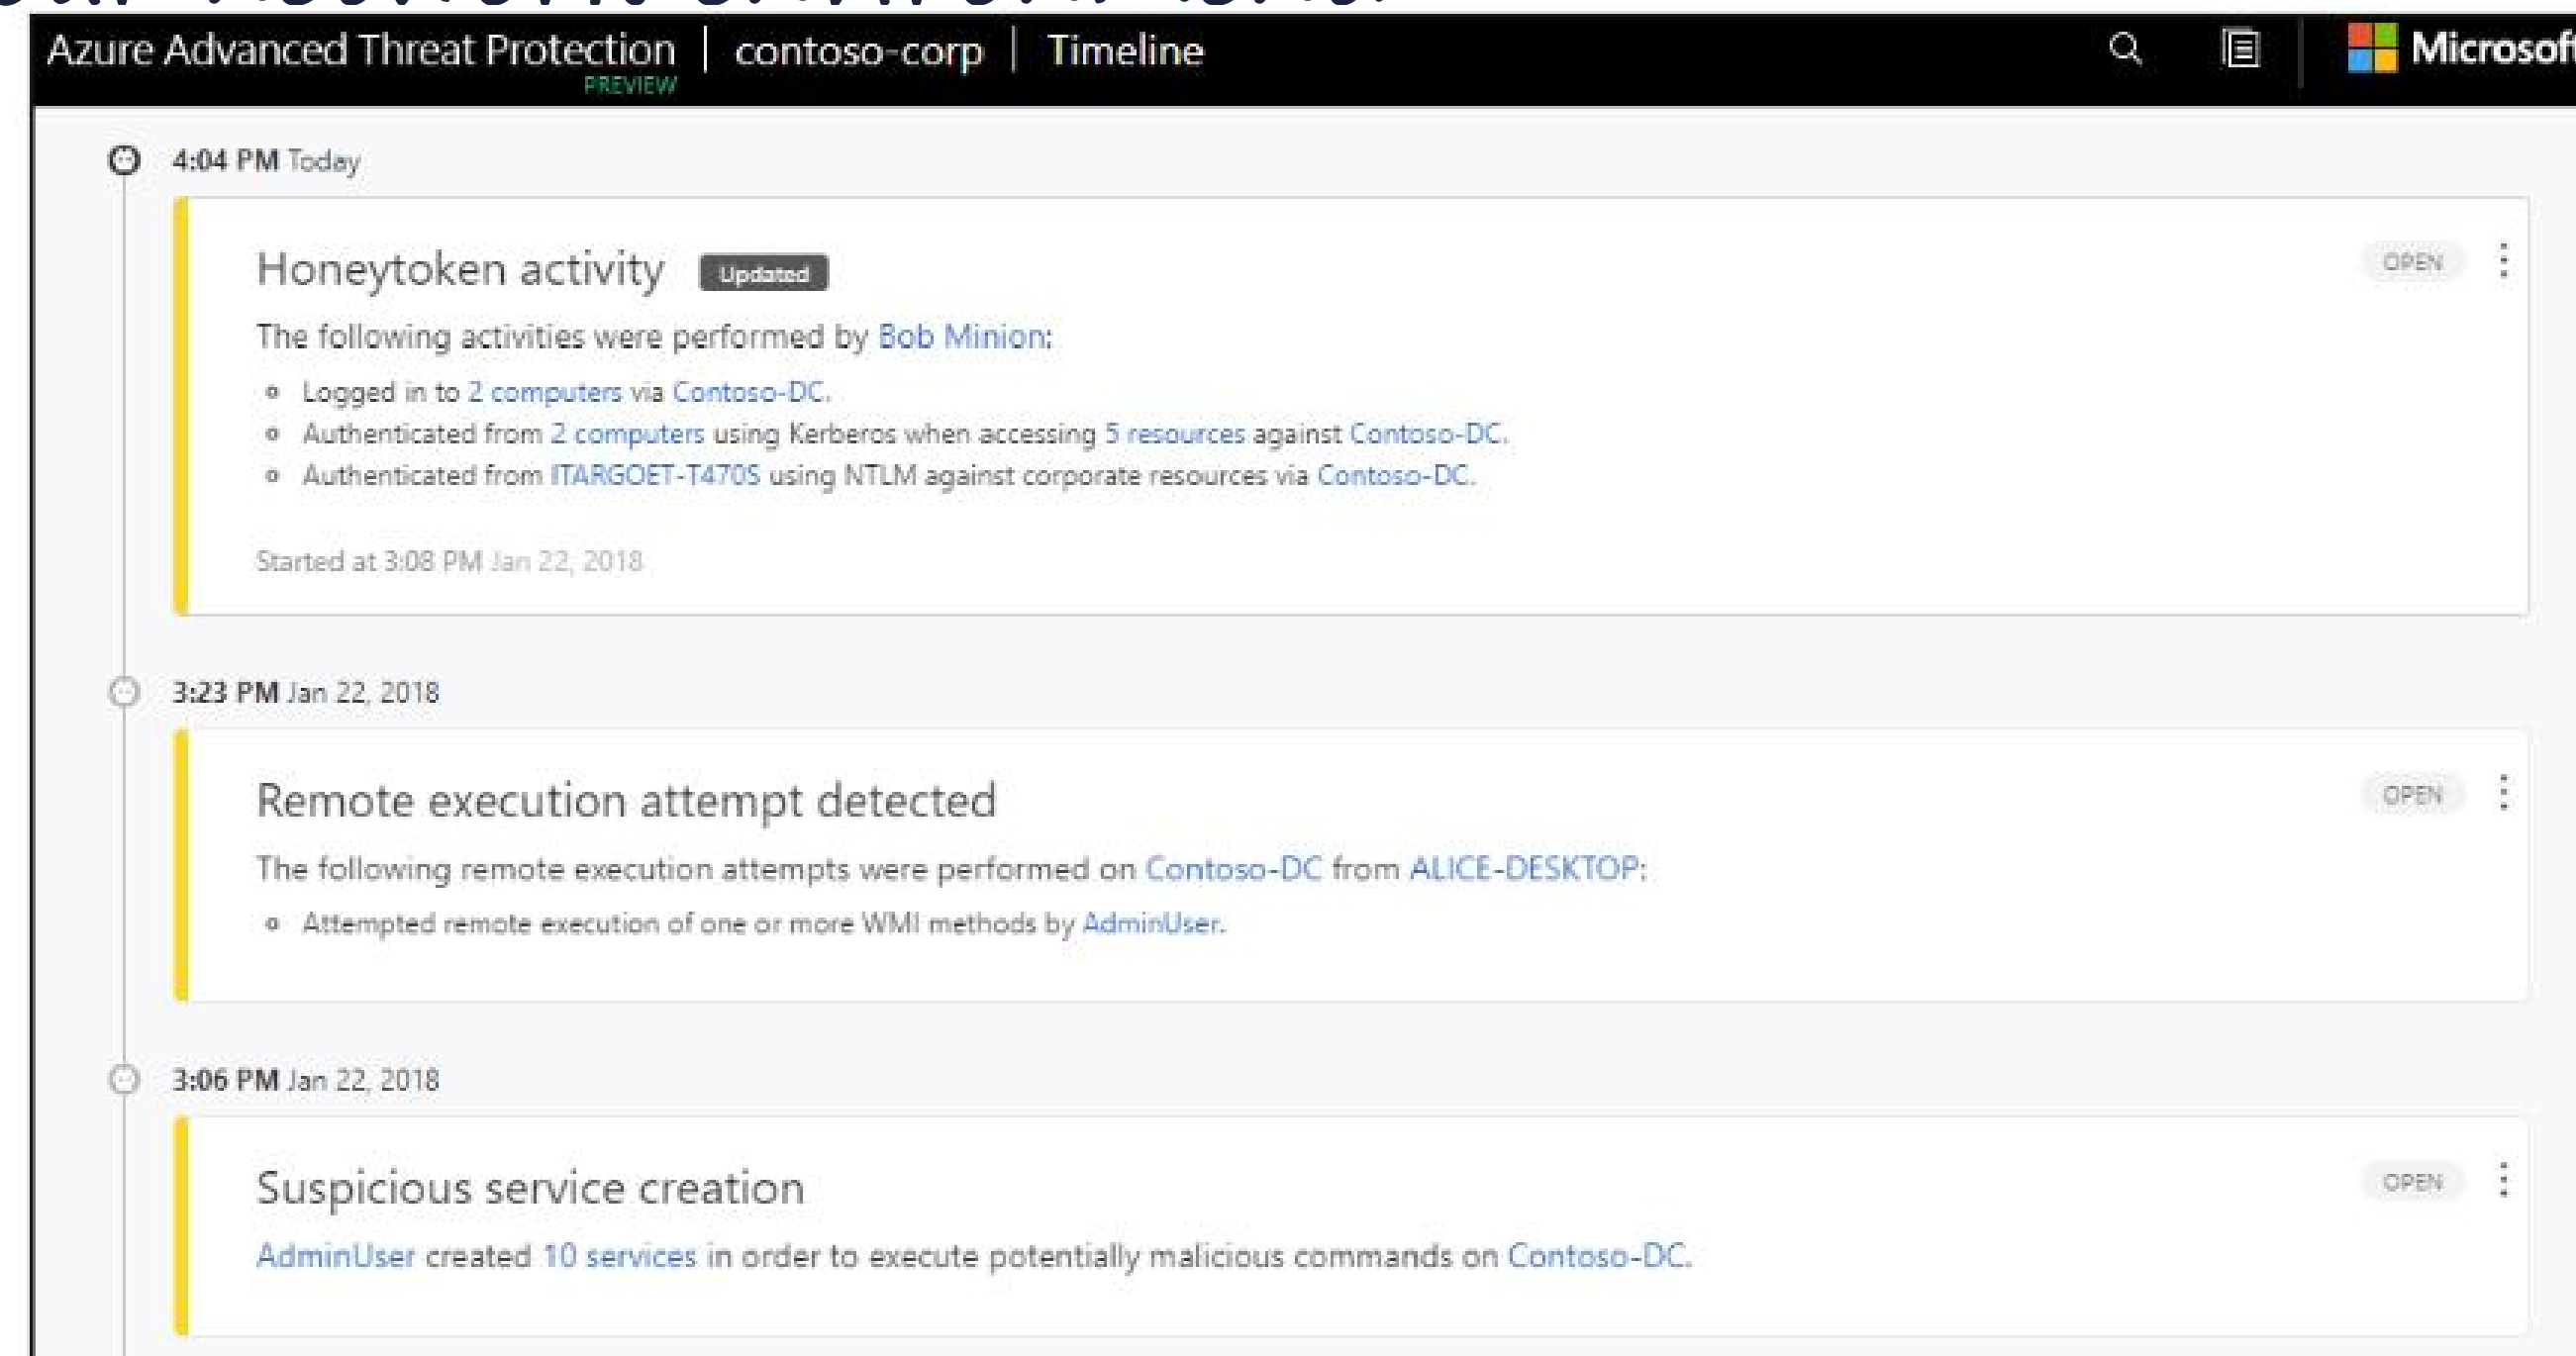 Azure Advanced Threat Protection | contoso-corp | Timeline
PREVIEW
Microsoft
4:04 PM Today
Honeytoken activity Updated
OPEN
The following activities were performed by Bob Minion:
Logged in to 2 computers via Contoso-DC.
Authenticated from 2 computers using Kerberos when accessing 5 resources against Contoso-DC.
Authenticated from ITARGOET-T470S using NTLM against corporate resources via Contoso-DC.
Started at 3:08 PM Jan 22, 2018
3:23 PM Jan 22, 2018
Remote execution attempt detected
OPEN
The following remote execution attempts were performed on Contoso-DC from ALICE-DESKTOP:
Attempted remote execution of one or more WMI methods by AdminUser.
3:06 PM Jan 22, 2018
Suspicious service creation
OPEN
AdminUser created 10 services in order to execute potentially malicious commands on Contoso-DC.